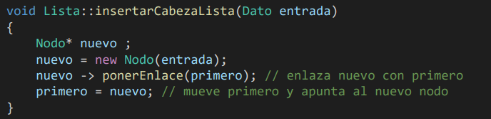 void Lista::insertarCabezaLista(Dato entrada)
{
    Nodo* nuevo ;
    nuevo = new Nodo(entrada);
    nuevo -> ponerEnlace(primero); // enlaza nuevo con primero
    primero = nuevo; // mueve primero y apunta al nuevo nodo
}